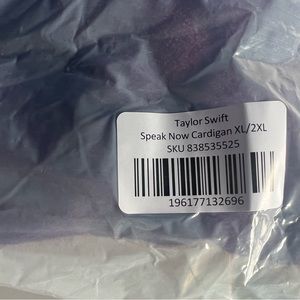 Taylor Swift
Speak Now Cardigan XL/2XL
SKU 838535525
196177132696